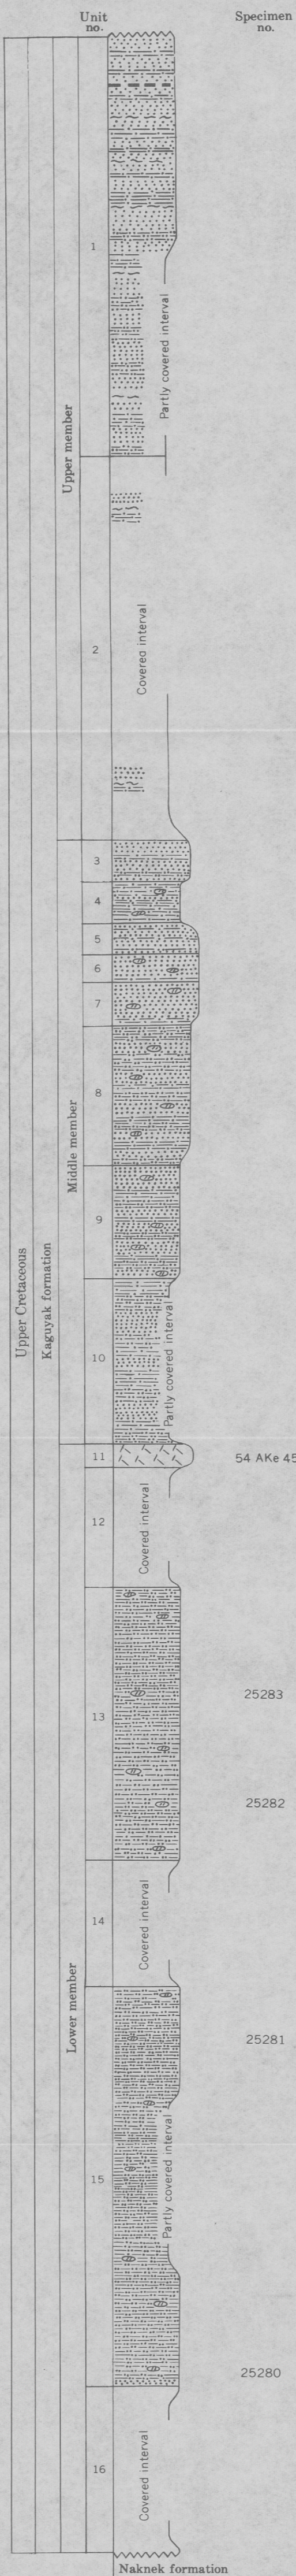 Unit
no.
Specimen
no.
1
Partly covered interval
Upper member
2
Covered interval
3
4
5
6
7
8
Middle member
9
Upper Cretaceous
Kaguyak formation
10
Partly covered interval
11
54 AKe 45
12
Covered interval
25283
13
25282
14
Covered interval
Lower member
25281
15
Partly covered interval
25280
16
Covered interval
Naknek formation